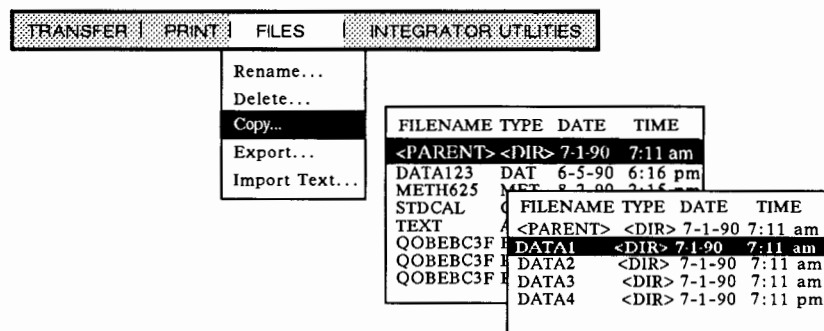 TRANSFER PRINT FILES INTEGRATOR UTILITIES
Rename...
Delete...
Copy...
Export...
Import Text...
FILENAME TYPE DATE TIME
<PARENT> <DIR> 7-1-90 7:11 am
DATA123 DAT 6-5-90 6:16 pm
METH625
STDCAL
TEXT
QOBEBC3F
QOBEBC3F
QOBEBC3F
FILENAME TYPE DATE TIME
<PARENT> <DIR> 7-1-90 7:11 am
DATA1 <DIR> 7-1-90 7:11 am
DATA2 <DIR> 7-1-90 7:11 am
DATA3 <DIR> 7-1-90 7:11 am
DATA4 <DIR> 7-1-90 7:11 pm